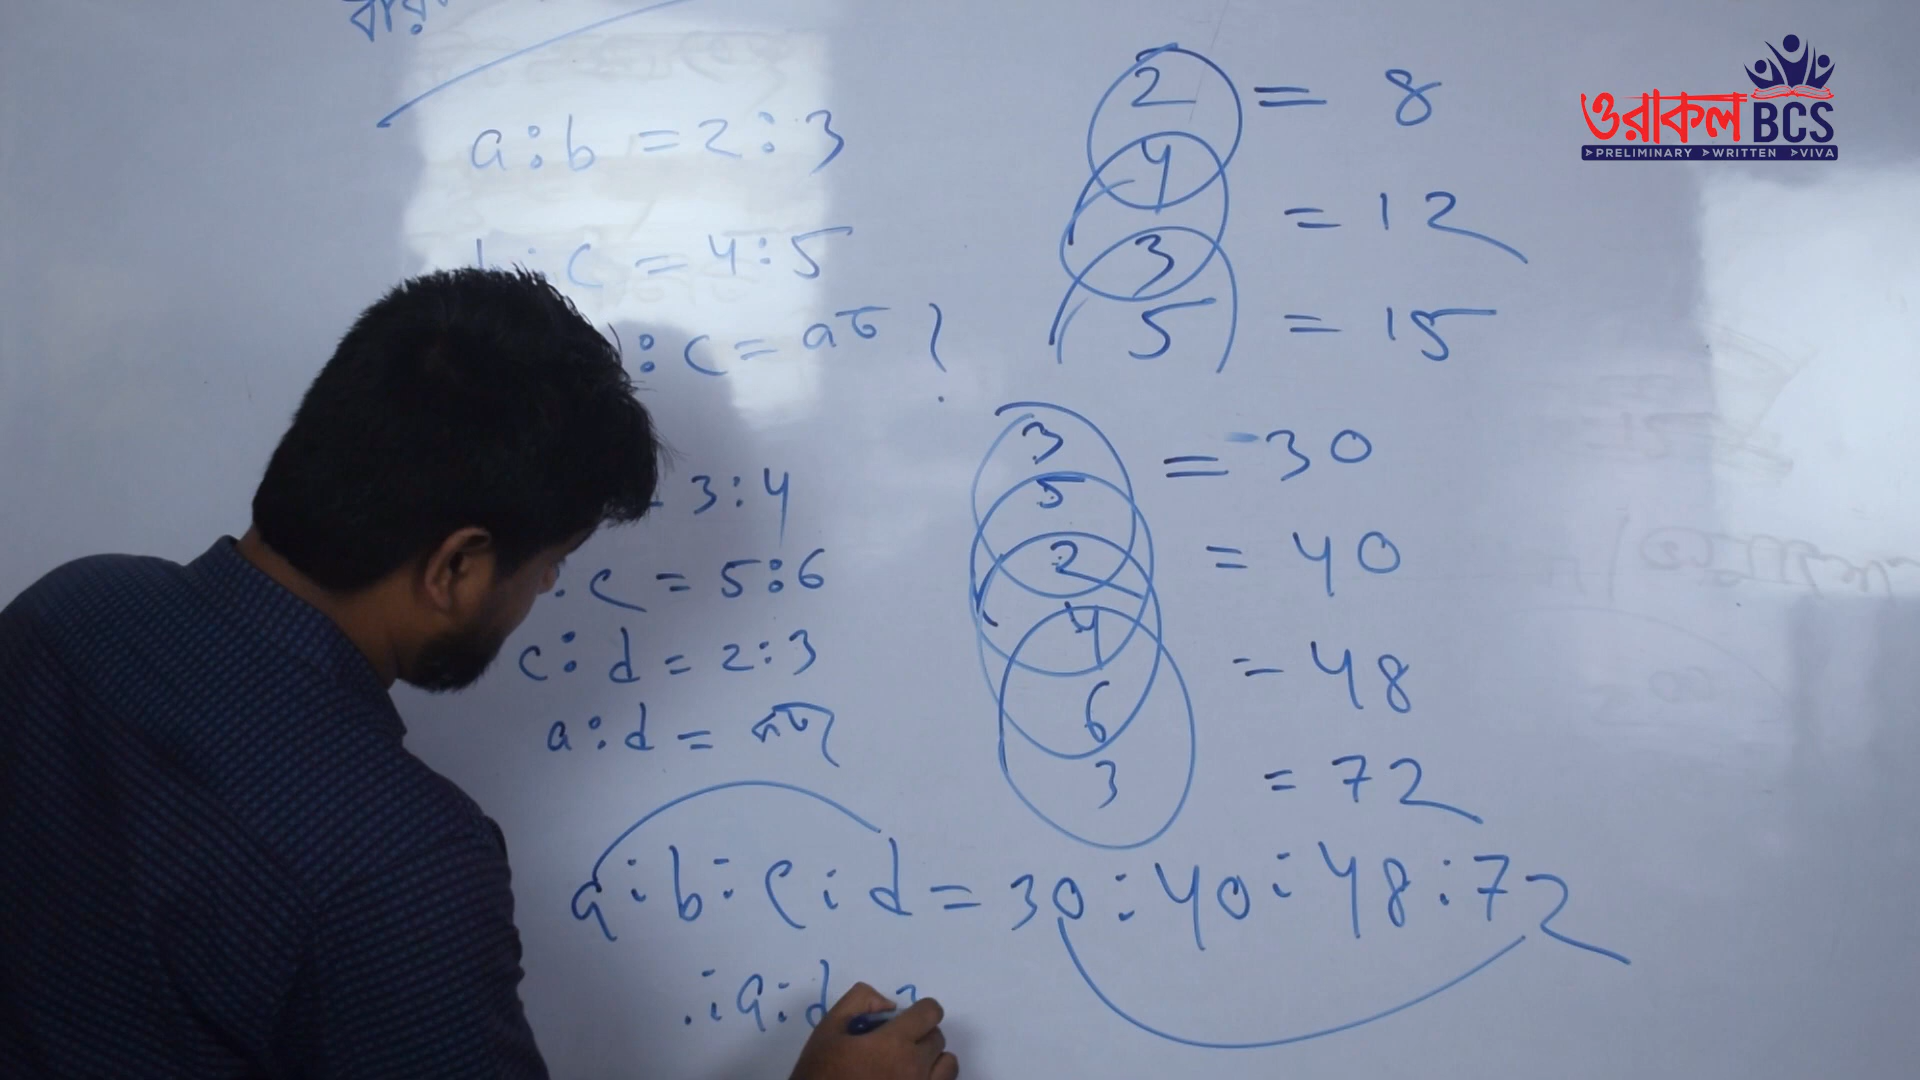 a:b = 2:3
:c = 4:5
:c = কত ?
3:4
c = 5:6
c:d = 2:3
a:d = কত
a:b:c:d = 30:40:48:72
∴ a:d
2 = 8
4
= 12
3
5 = 15
3 = 30
5
= 40
2
4
= 48
6
3 = 72
ওরাকল BCS
➤PRELIMINARY ➤WRITTEN ➤VIVA